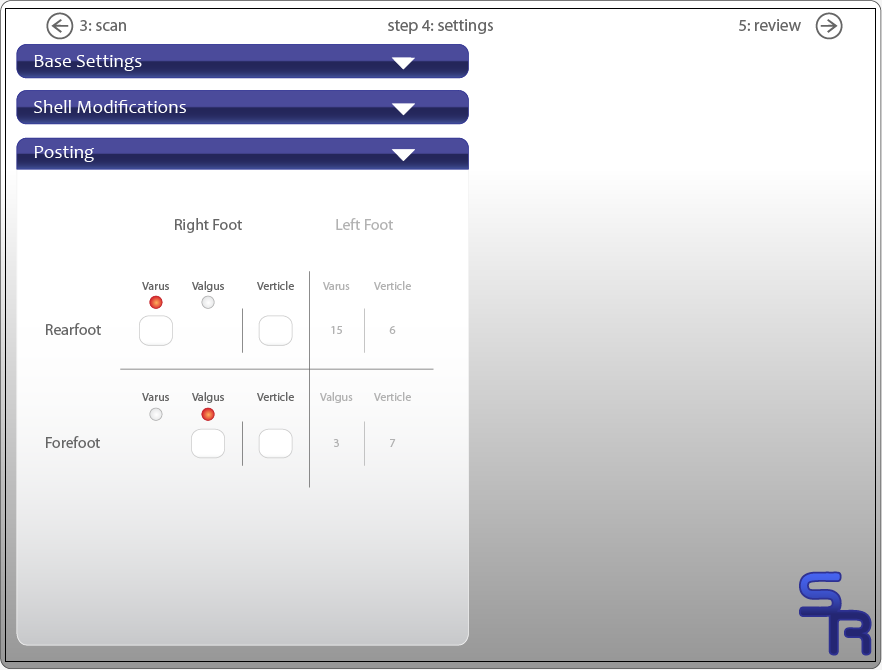 3: scan step 4: settings 5: review
Base Settings
Shell Modifications
Posting
Right Foot Left Foot
Varus Valgus Verticle Varus Verticle
Rearfoot 15 6
Varus Valgus Verticle Valgus Verticle
Forefoot 3 7
SR